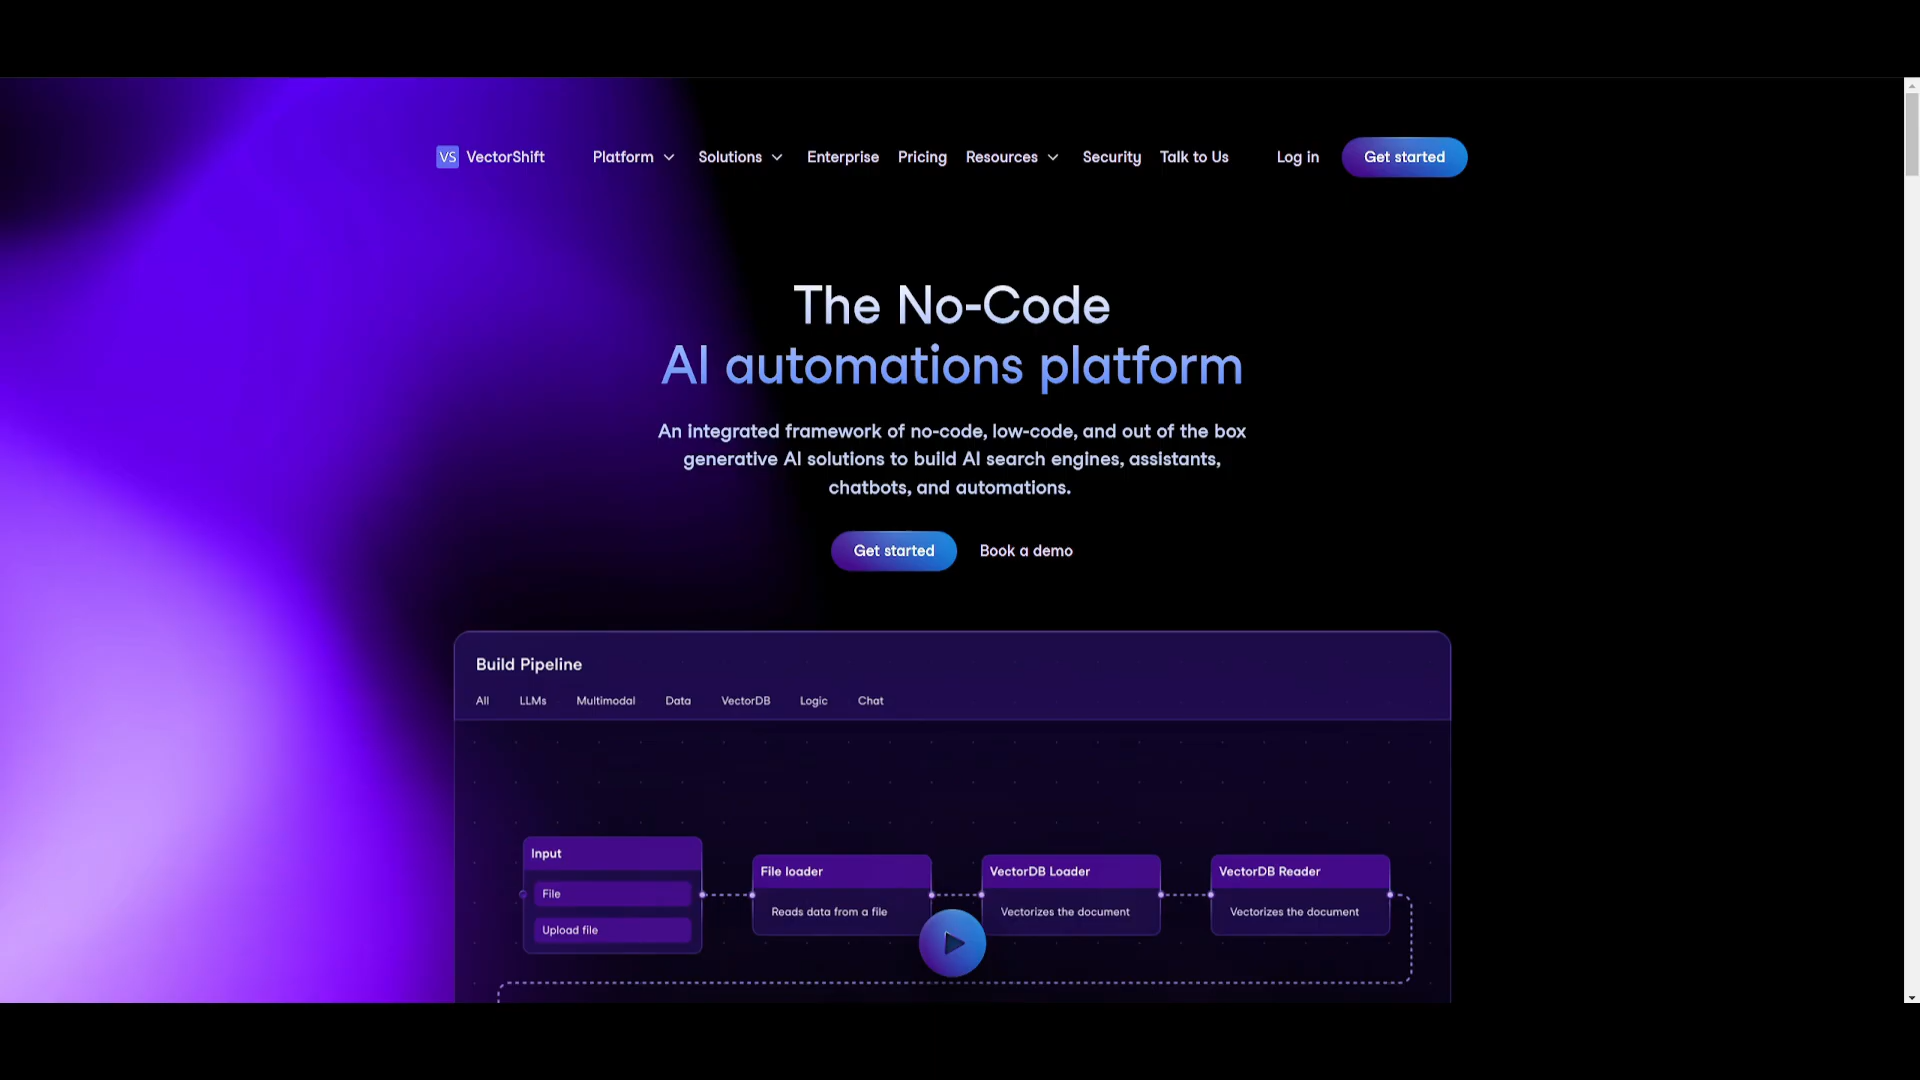 VS VectorShift Platform Solutions Enterprise Pricing Resources Security Talk to Us Log in Get started
The No-Code
AI automations platform
An integrated framework of no-code, low-code, and out of the box
generative AI solutions to build AI search engines, assistants,
chatbots, and automations.
Get started Book a demo
Build Pipeline
All LLMs Multimodal Data VectorDB Logic Chat
Input
File
Upload file
File loader
Reads data from a file
VectorDB Loader
Vectorizes the document
VectorDB Reader
Vectorizes the document